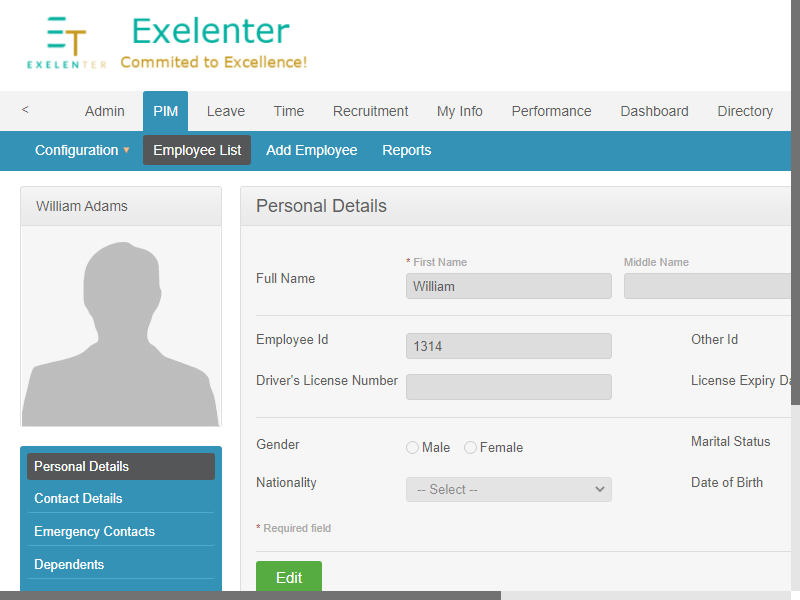 ET Exelenter
EXELENTER Commited to Excellence!
< Admin PIM Leave Time Recruitment My Info Performance Dashboard Directory
Configuration Employee List Add Employee Reports
William Adams
Personal Details
* First Name Middle Name
Full Name William
Employee Id 1314 Other Id
Driver's License Number License Expiry Da
Gender Male Female Marital Status
Nationality -- Select -- Date of Birth
* Required field
Edit
Personal Details
Contact Details
Emergency Contacts
Dependents